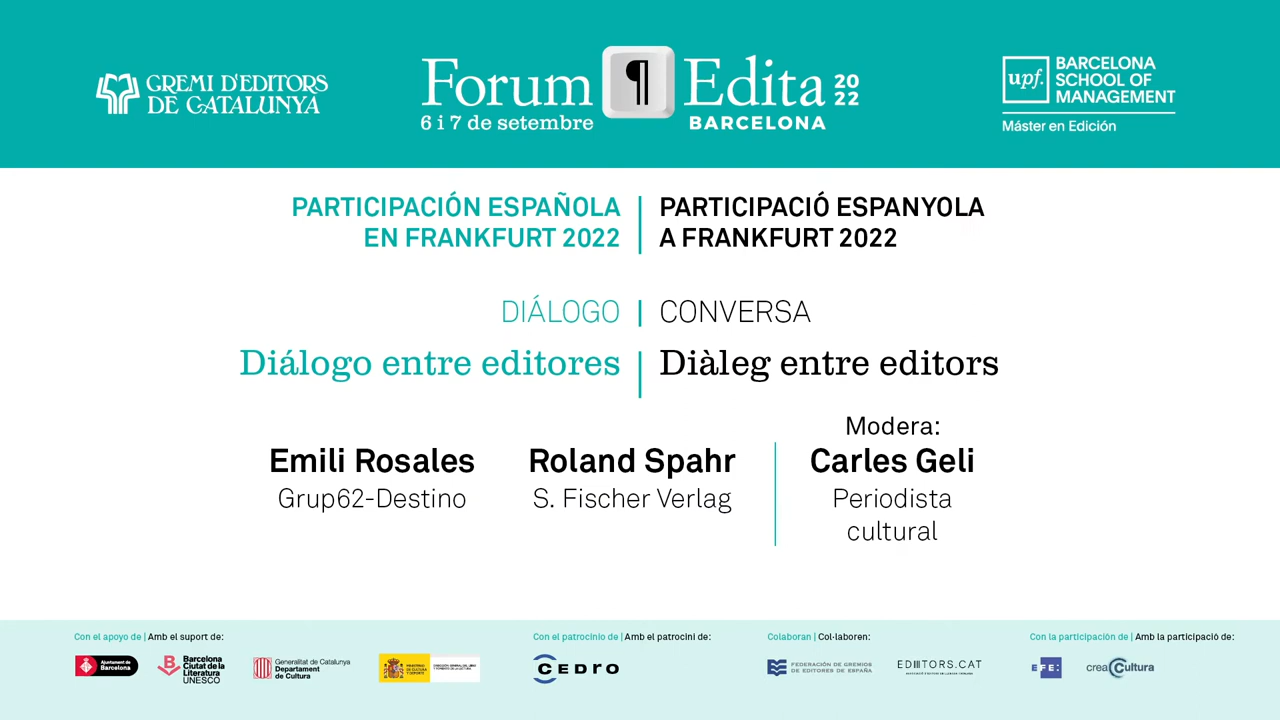 GREMI D'EDITORS
DE CATALUNYA
Forum ¶ Edita 2022
6 i 7 de setembre BARCELONA
upf. BARCELONA
SCHOOL OF
MANAGEMENT
Máster en Edición
PARTICIPACIÓN ESPAÑOLA
EN FRANKFURT 2022
PARTICIPACIÓ ESPANYOLA
A FRANKFURT 2022
DIÁLOGO | CONVERSA
Diálogo entre editores | Diàleg entre editors
Emili Rosales
Grup62-Destino
Roland Spahr
S. Fischer Verlag
Modera:
Carles Geli
Periodista
cultural
Con el apoyo de | Amb el suport de:
Ajuntament de
Barcelona
Barcelona
Ciutat de la
Literatura
UNESCO
Generalitat de Catalunya
Departament
de Cultura
Con el patrocinio de | Amb el patrocini de:
CEDRO
Colaboran | Col·laboren:
FEDERACIÓN DE GREMIOS
DE EDITORES DE ESPAÑA
EDITORS.CAT
Con la participación de | Amb la participació de:
EFE:
creaCultura